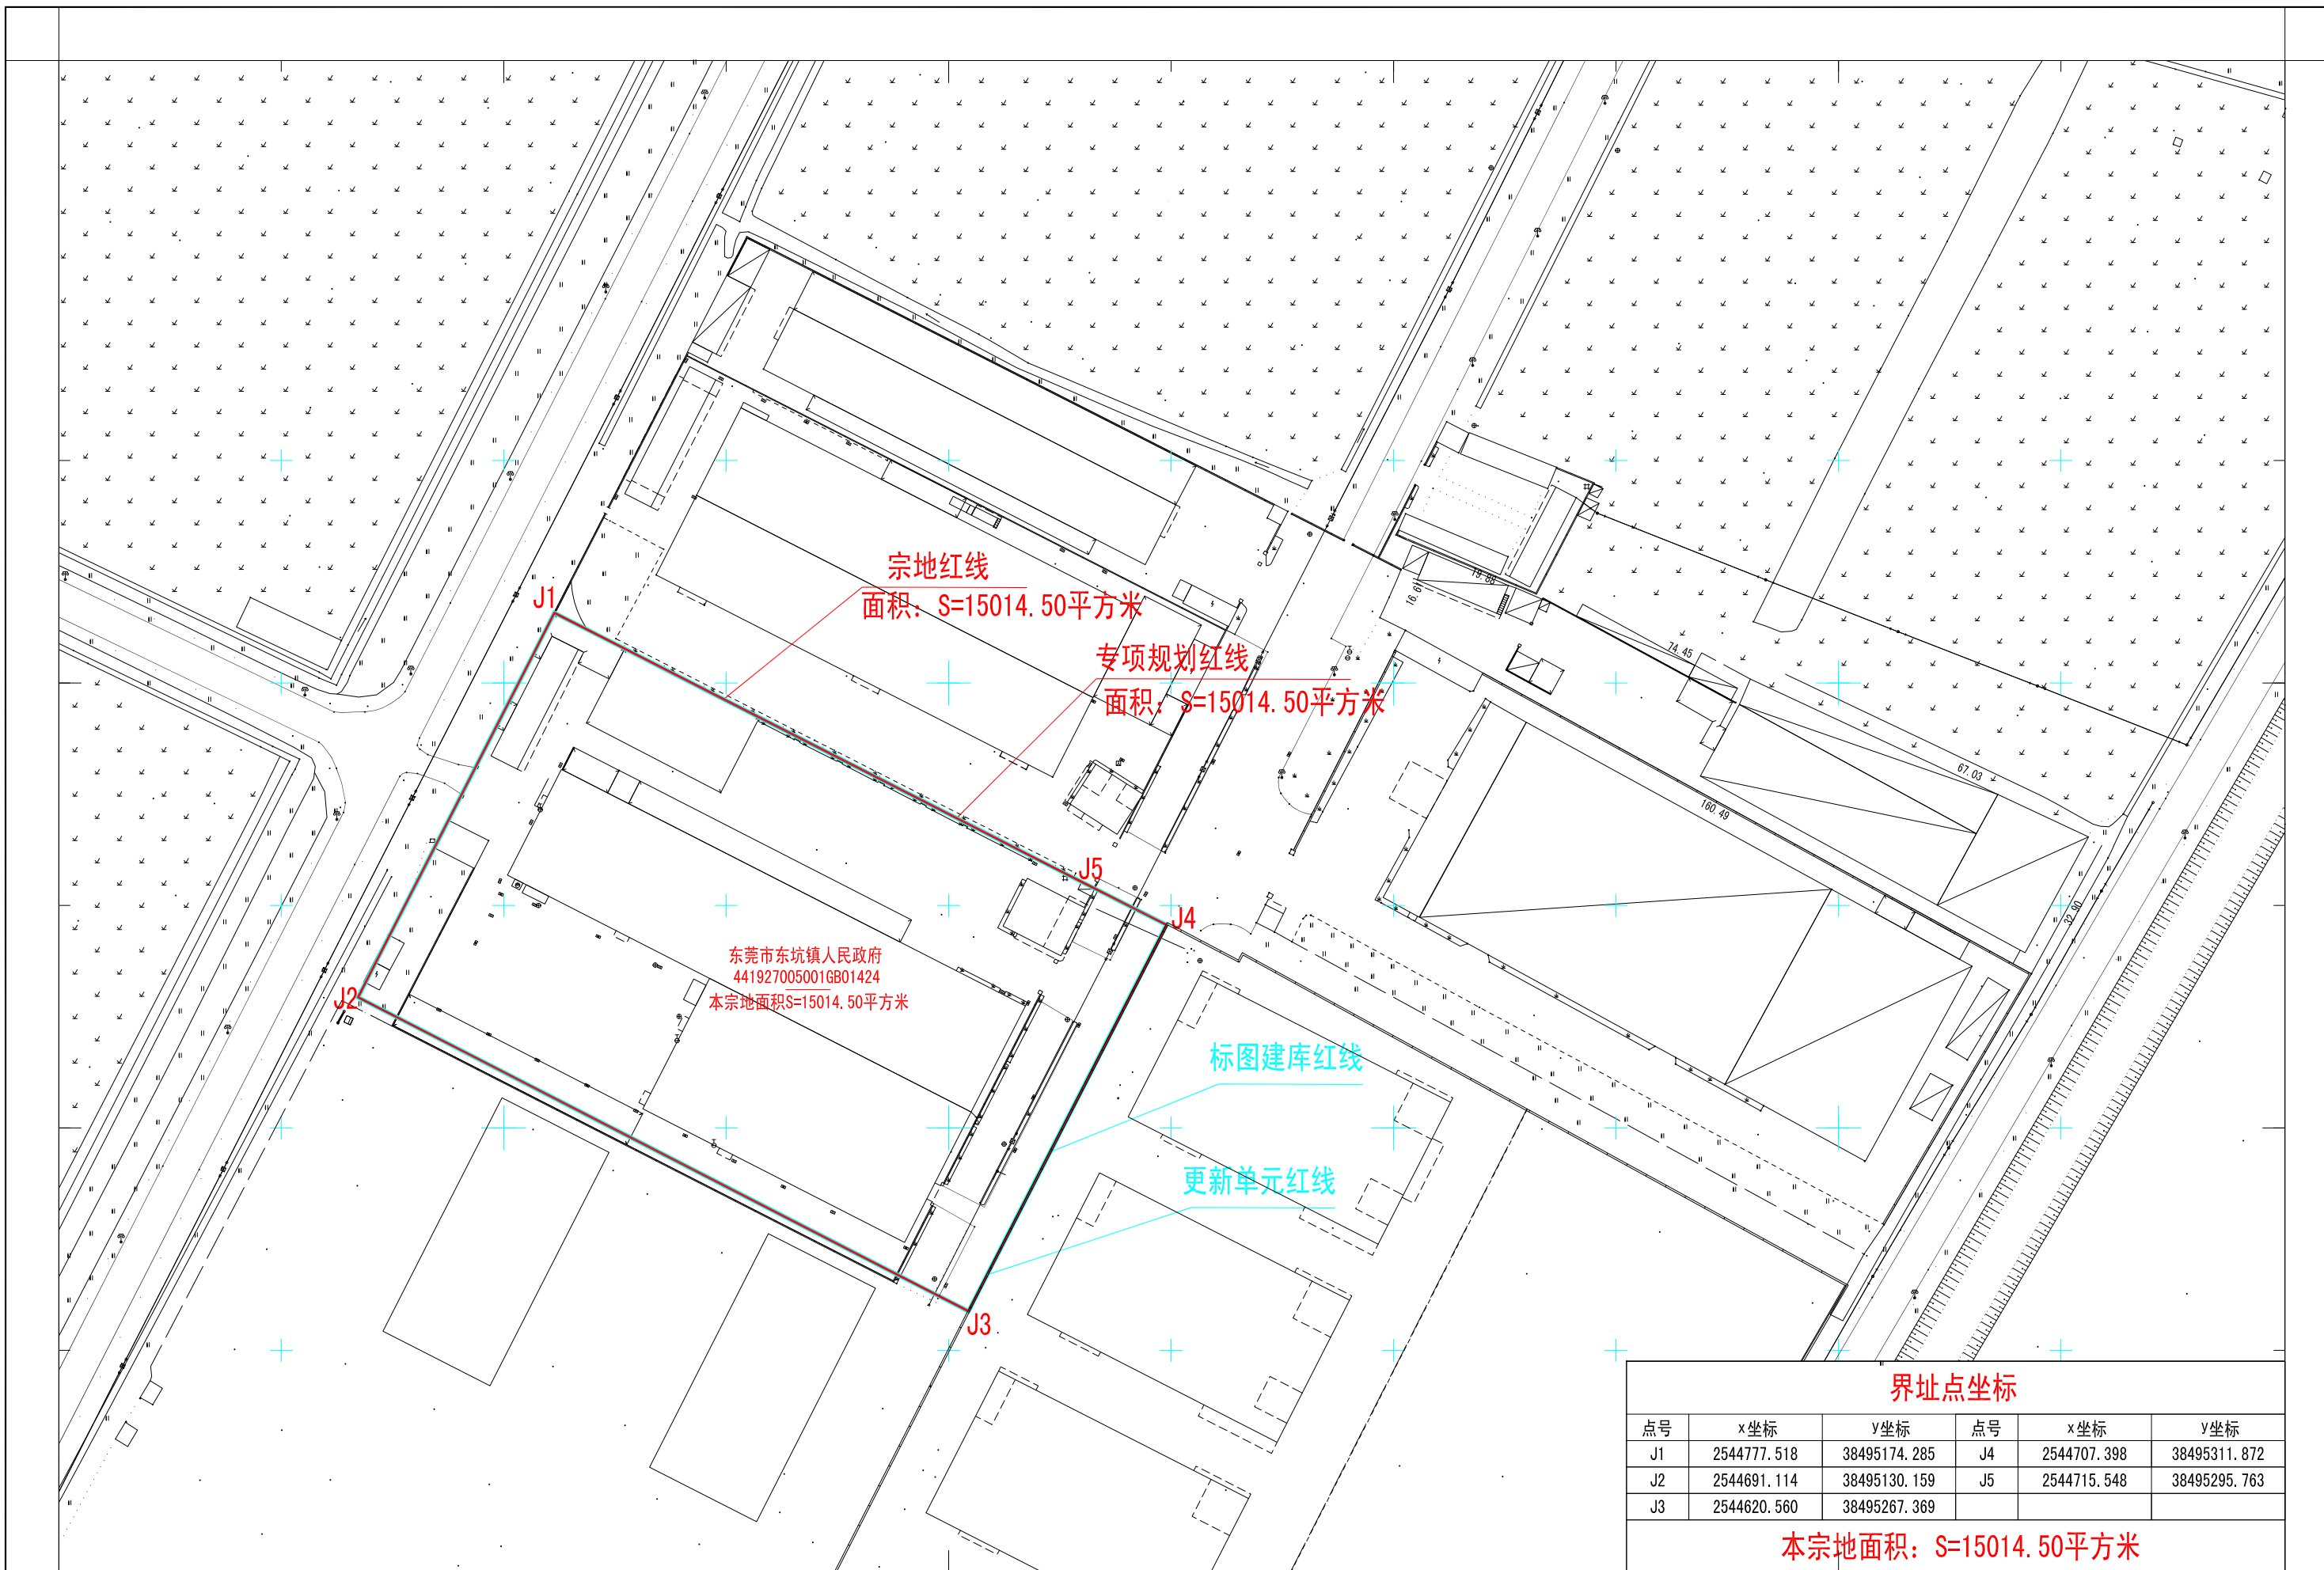 宗地红线
J1
面积：S=15014.50平方米
专项规划红线
面积：S=15014.50平方米
19.88
16.6
74.45
67.03
160.49
J5
J4
32.90
东莞市东坑镇人民政府
441927005001GB01424
本宗地面积S=15014.50平方米
J2
标图建库红线
更新单元红线
J3
界址点坐标
点号 x坐标 y坐标 点号 x坐标 y坐标
J1 2544777.518 38495174.285 J4 2544707.398 38495311.872
J2 2544691.114 38495130.159 J5 2544715.548 38495295.763
J3 2544620.560 38495267.369
本宗地面积：S=15014.50平方米